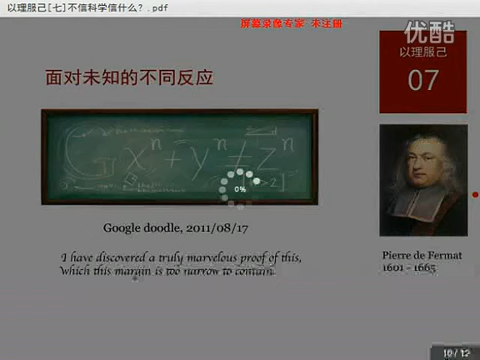 以理服己[七]不信科学信什么？.pdf
屏幕录像专家 未注册
优酷
以理服己
07
面对未知的不同反应
xⁿ + yⁿ ≠ zⁿ
0%
Google doodle, 2011/08/17
I have discovered a truly marvelous proof of this,
Which this margin is too narrow to contain.
Pierre de Fermat
1601 - 1665
10 / 12